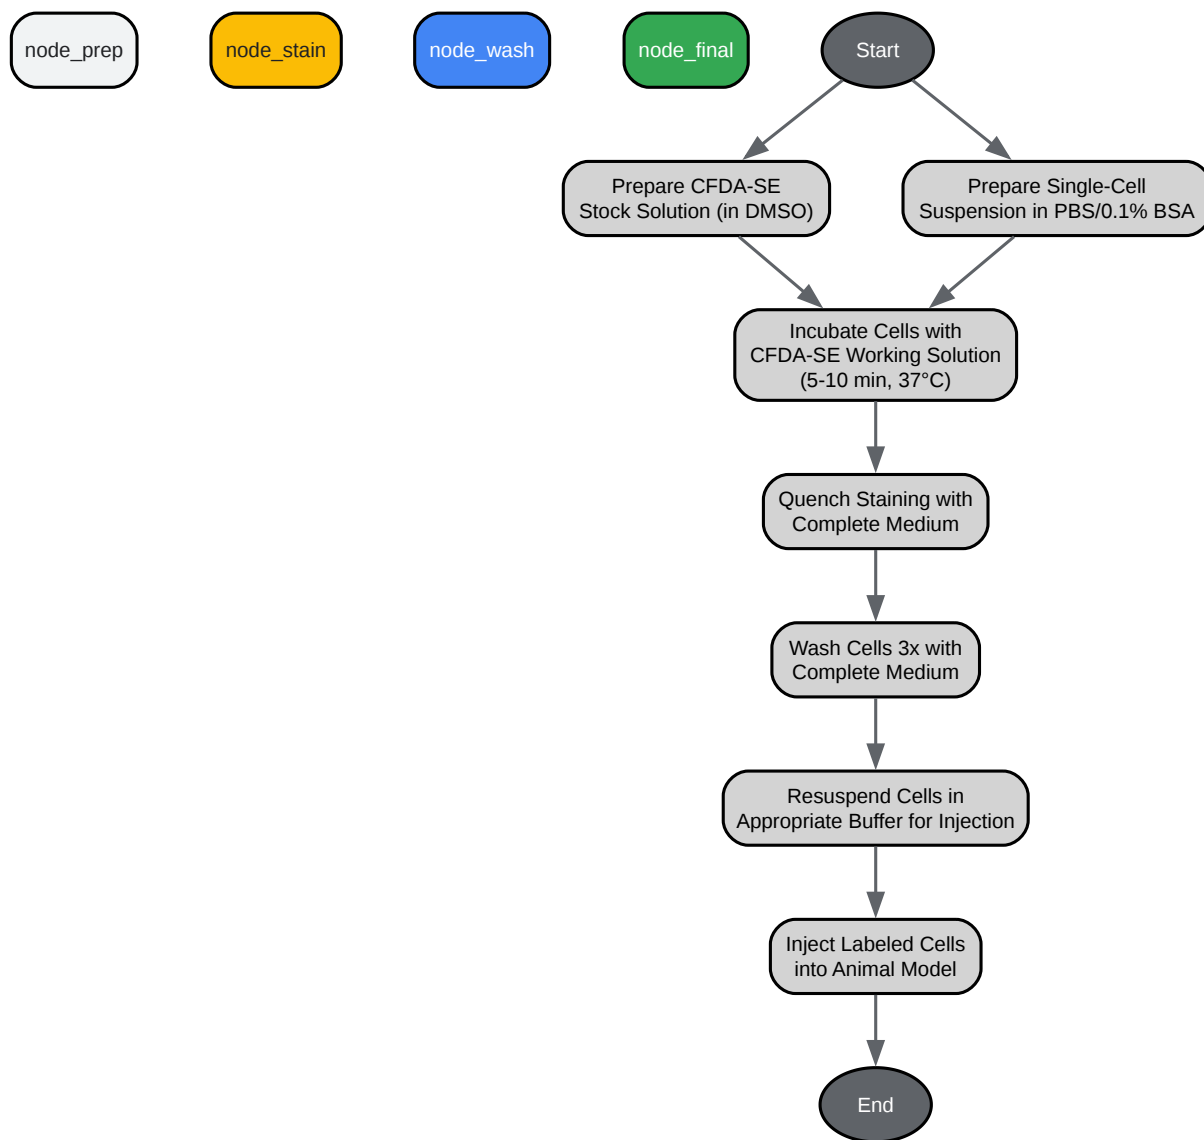 node_prep
node_stain
node_wash
node_final
Start
Prepare CFDA-SE
Stock Solution (in DMSO)
Prepare Single-Cell
Suspension in PBS/0.1% BSA
Incubate Cells with
CFDA-SE Working Solution
(5-10 min, 37°C)
Quench Staining with
Complete Medium
Wash Cells 3x with
Complete Medium
Resuspend Cells in
Appropriate Buffer for Injection
Inject Labeled Cells
into Animal Model
End